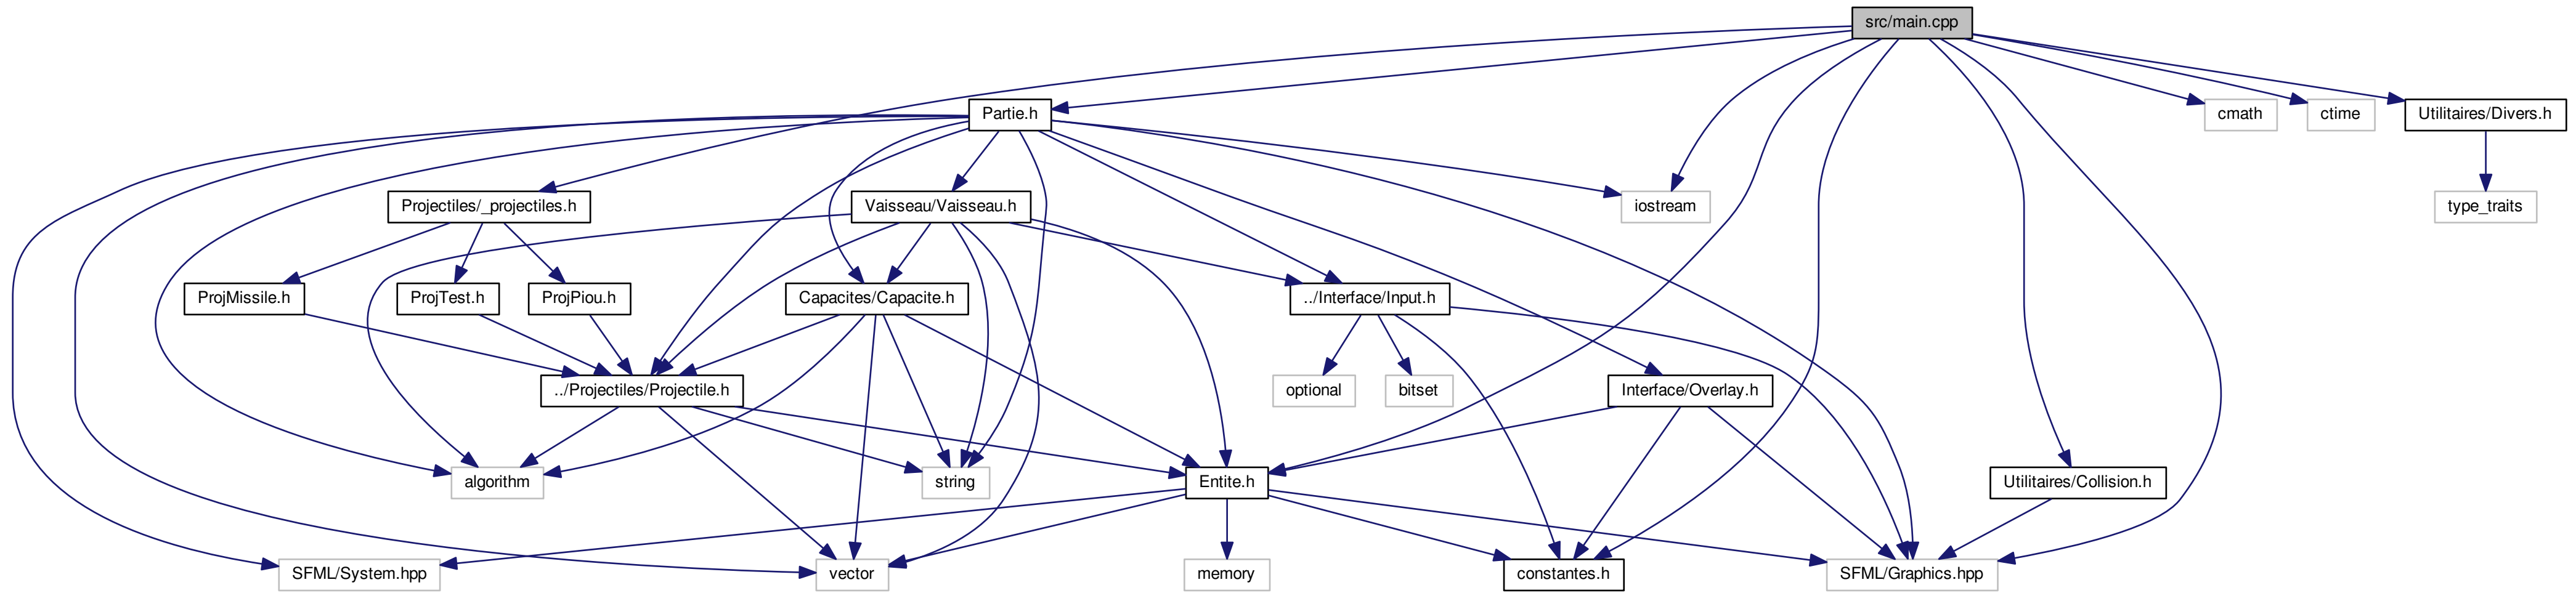 src/main.cpp
Partie.h
cmath
ctime
Utilitaires/Divers.h
Projectiles/_projectiles.h
Vaisseau/Vaisseau.h
iostream
type_traits
ProjMissile.h
ProjTest.h
ProjPiou.h
Capacites/Capacite.h
../Interface/Input.h
../Projectiles/Projectile.h
optional
bitset
Interface/Overlay.h
algorithm
string
Entite.h
Utilitaires/Collision.h
SFML/System.hpp
vector
memory
constantes.h
SFML/Graphics.hpp